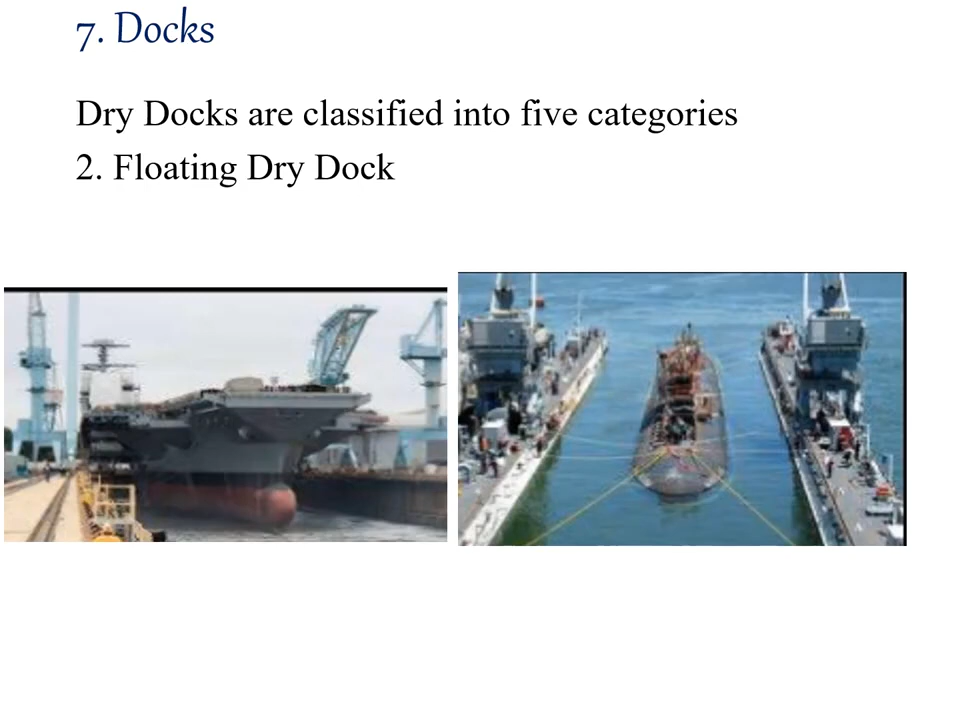 7. Docks
Dry Docks are classified into five categories
2. Floating Dry Dock